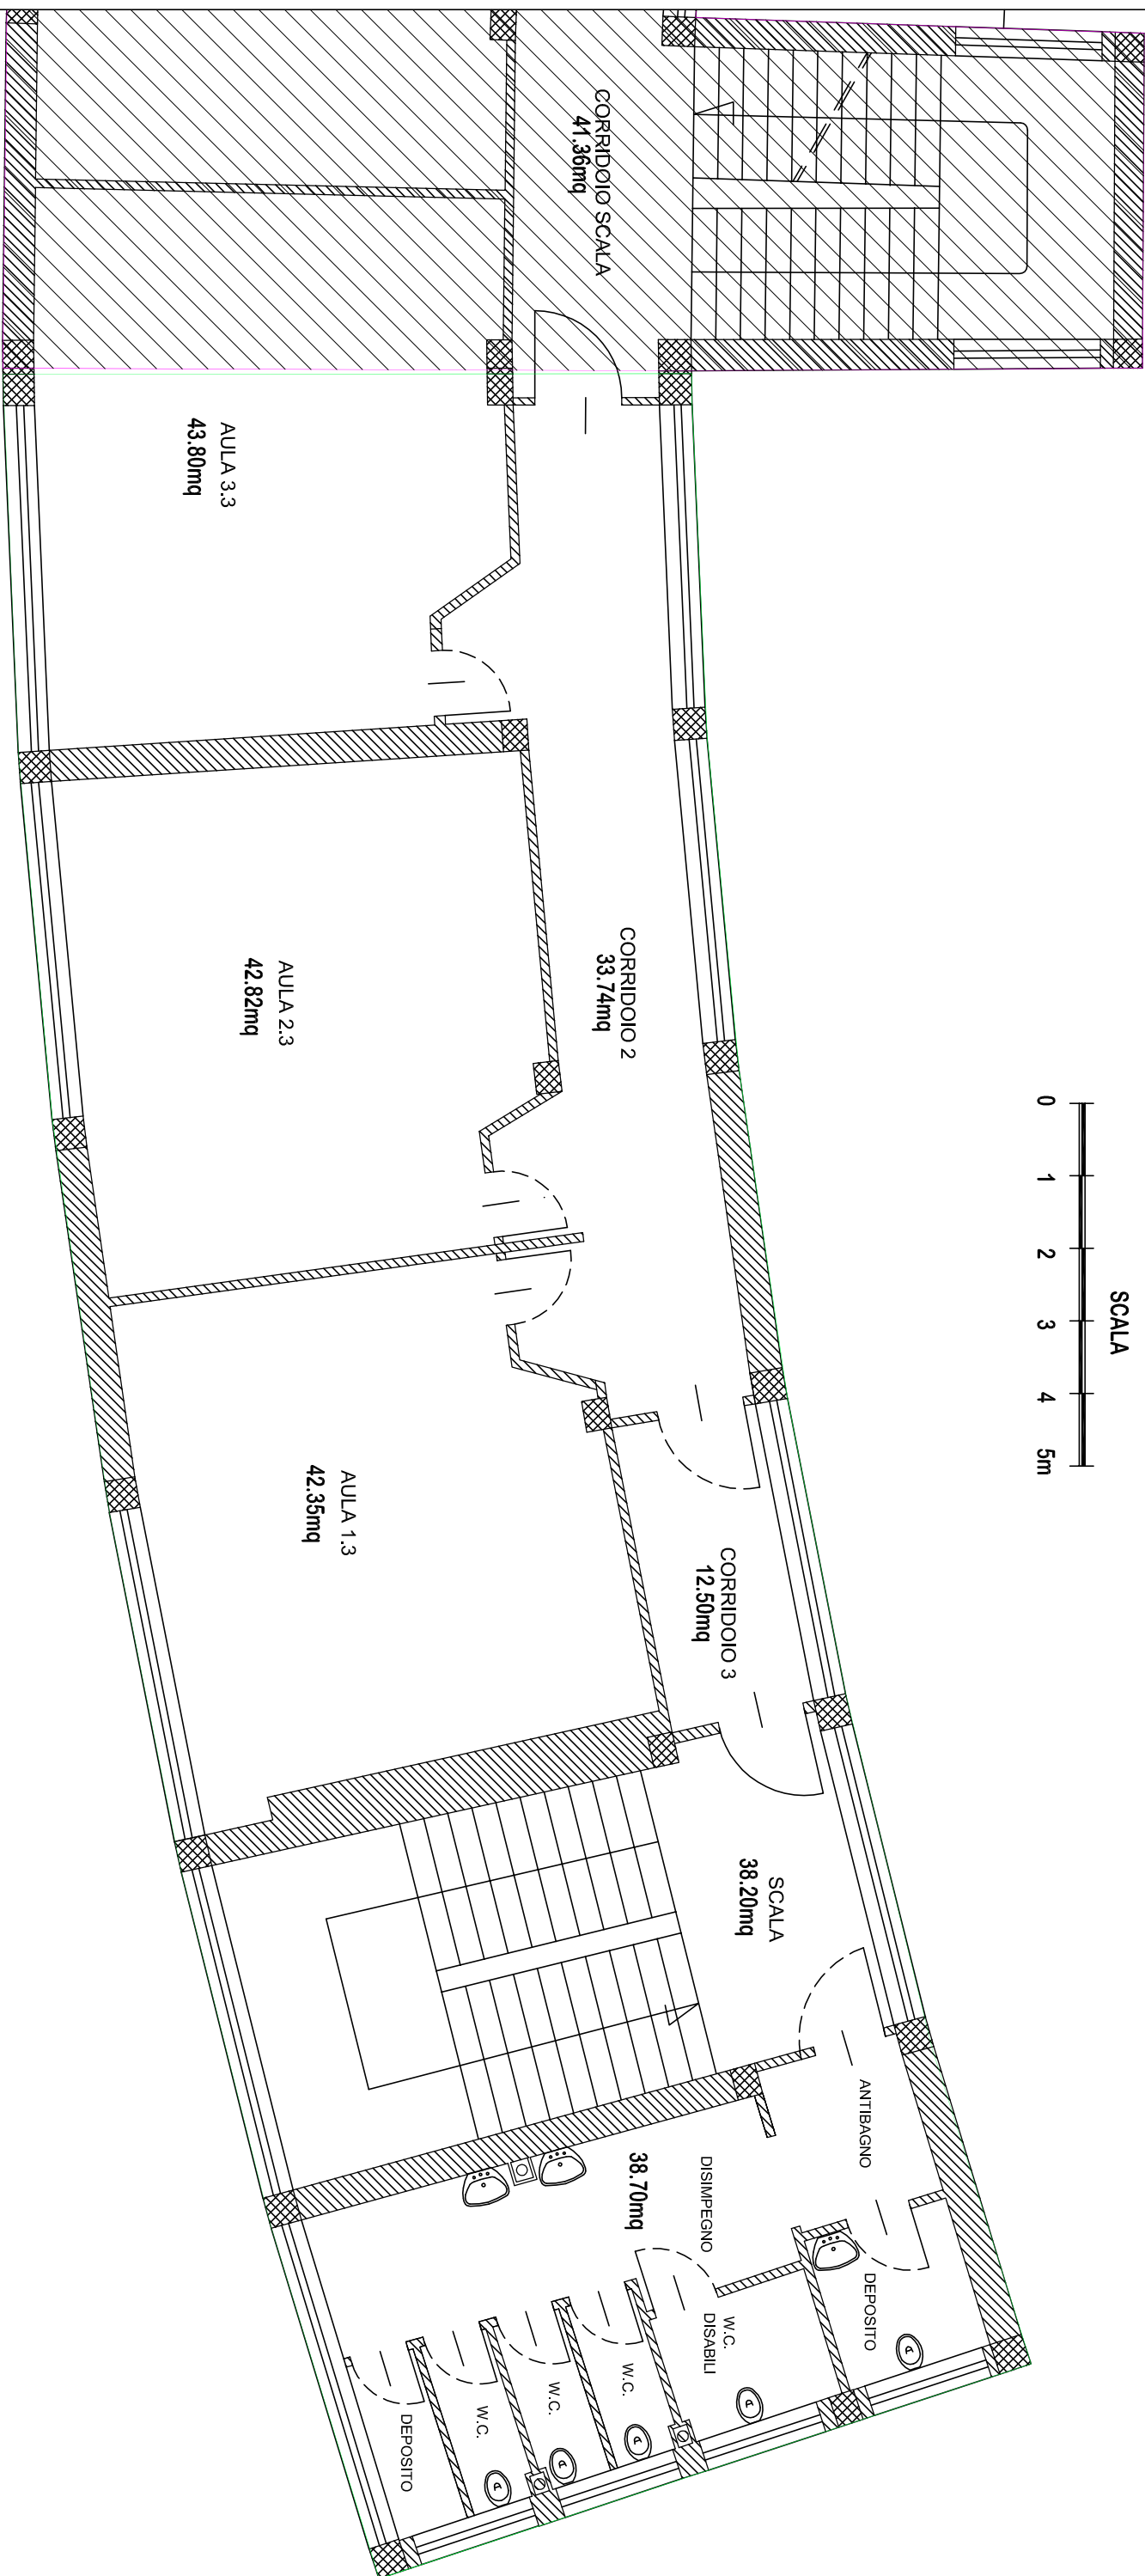 SCALA
0 1 2 3 4 5m
CORRIDOIO SCALA
41.36mq
CORRIDOIO 2
33.74mq
CORRIDOIO 3
12.50mq
SCALA
38.20mq
ANTIBAGNO
DEPOSITO
DISIMPEGNO
38.70mq
W.C.
DISABILI
W.C.
W.C.
W.C.
DEPOSITO
AULA 3.3
43.80mq
AULA 2.3
42.82mq
AULA 1.3
42.35mq